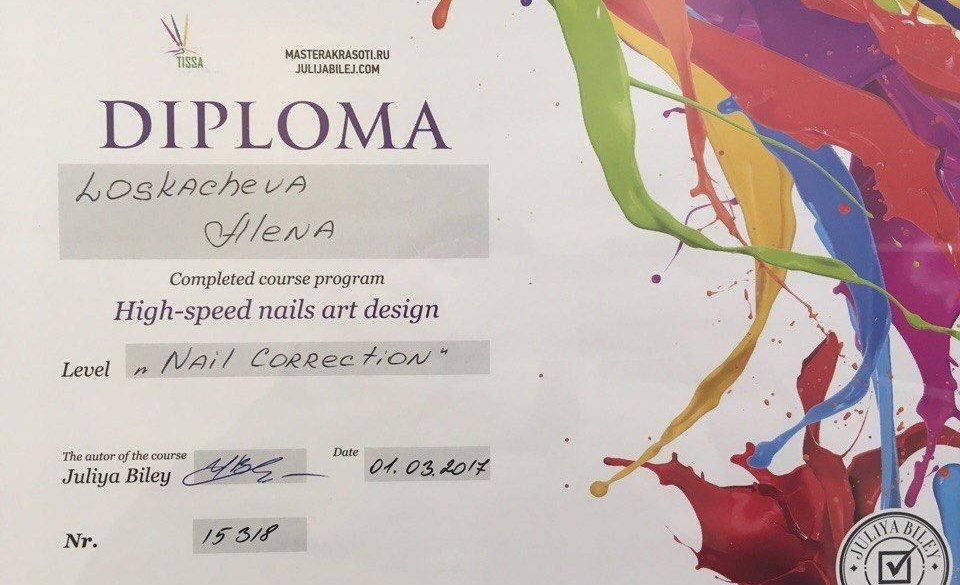 TISSA
MASTERAKRASOTI.RU
JULIJABILEJ.COM
DIPLOMA
Loskacheva
Alena
Completed course program
High-speed nails art design
Level „NAil CORRECTiON"
The autor of the course
Juliya Biley
Date 01.03.2017
Nr. 15318
JULIYA BILEY